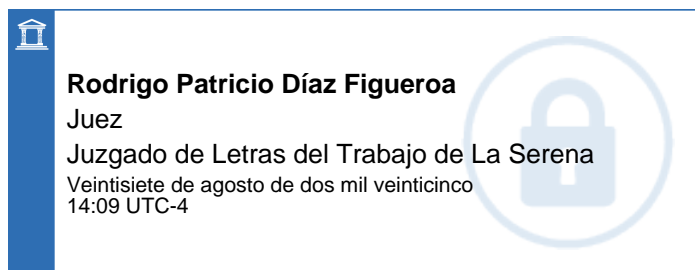 Rodrigo Patricio Díaz Figueroa
Juez
Juzgado de Letras del Trabajo de La Serena
Veintisiete de agosto de dos mil veinticinco
14:09 UTC-4